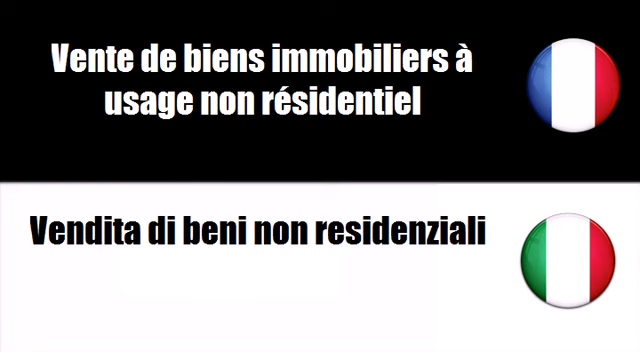 Vente de biens immobiliers à
usage non résidentiel
Vendita di beni non residenziali